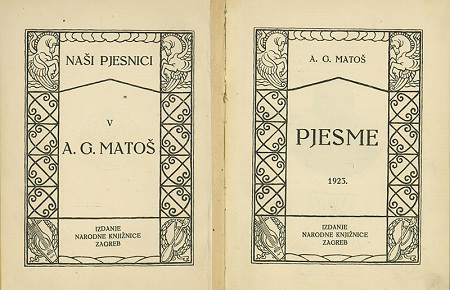 NAŠI PJESNICI
V
A. G. MATOŠ
IZDANJE
NARODNE KNJIŽNICE
ZAGREB
A. G. MATOŠ
PJESME
1923.
IZDANJE
NARODNE KNJIŽNICE
ZAGREB